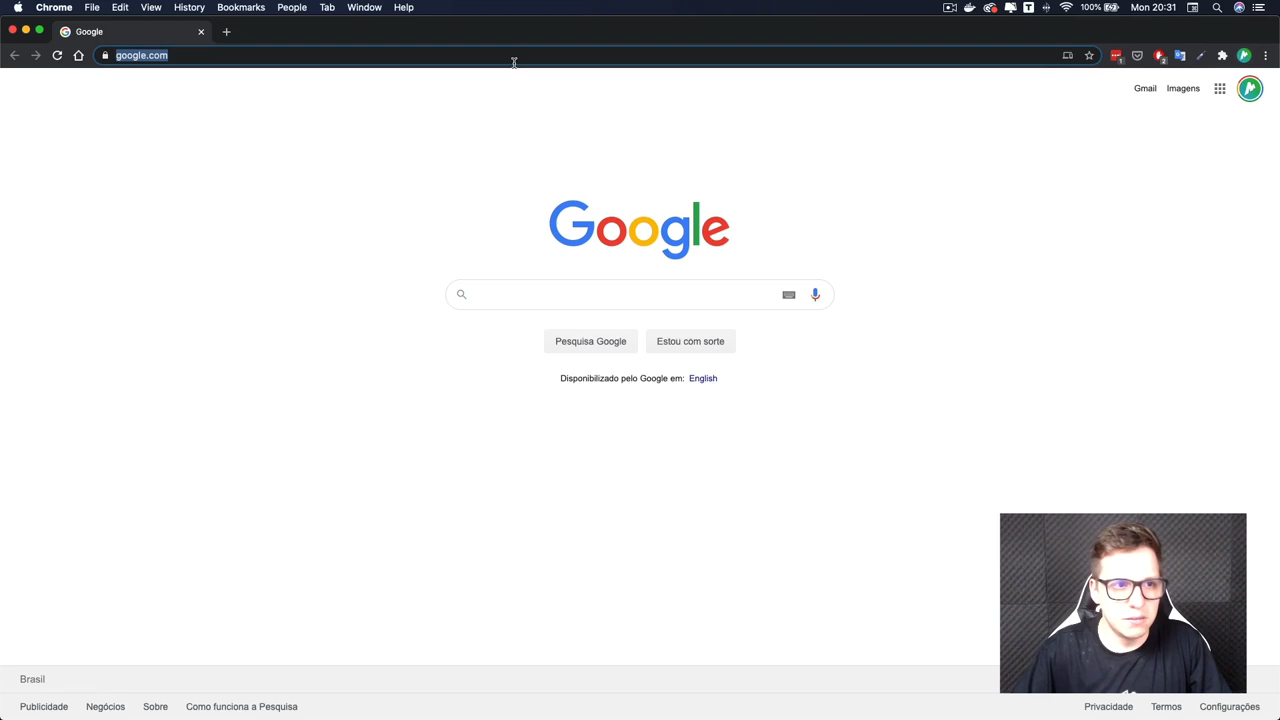 Chrome File Edit View History Bookmarks People Tab Window Help 100% Mon 20:31
Google
google.com
Gmail Imagens
Google
Pesquisa Google Estou com sorte
Disponibilizado pelo Google em: English
Brasil
Publicidade Negócios Sobre Como funciona a Pesquisa Privacidade Termos Configurações